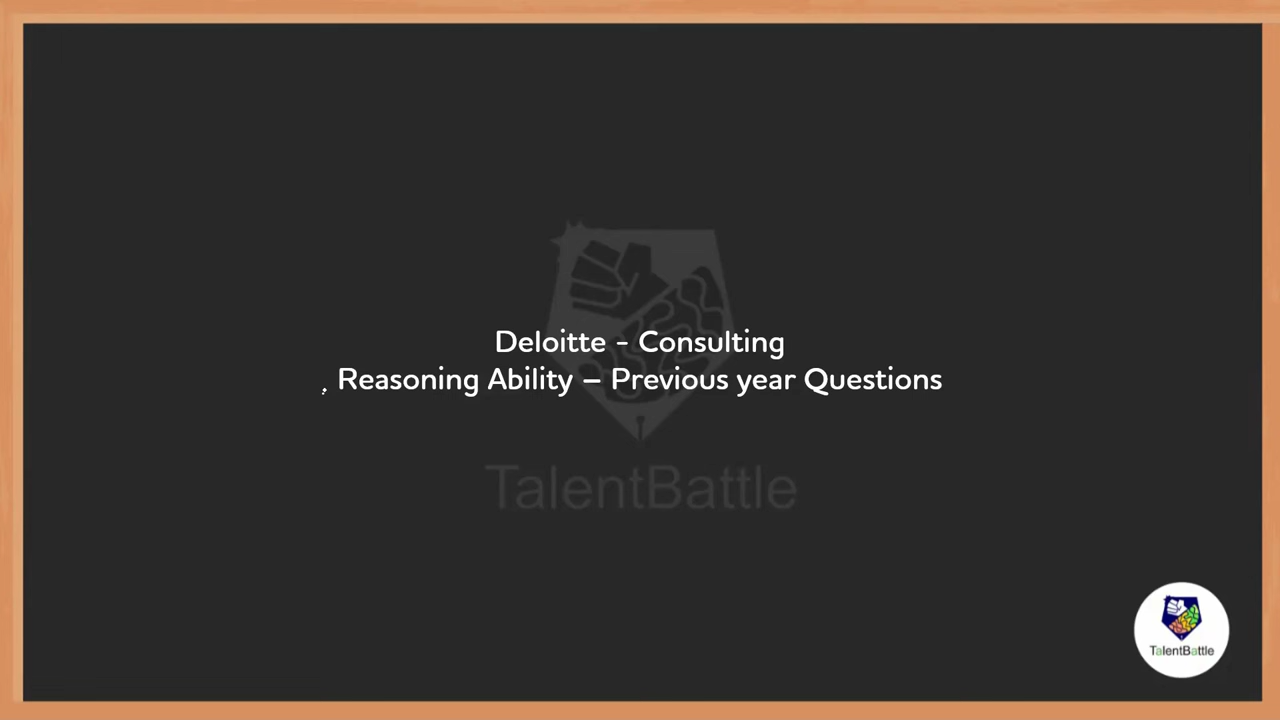 Deloitte - Consulting
Reasoning Ability – Previous year Questions
TalentBattle
TalentBattle